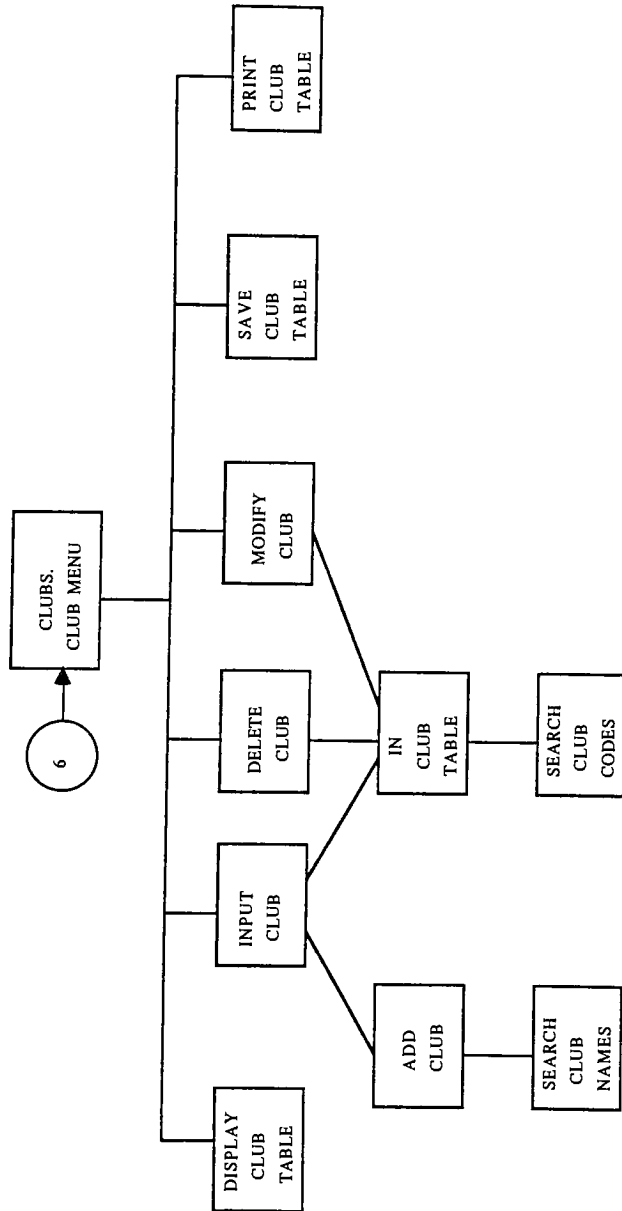 6
CLUBS.
CLUB MENU
DISPLAY
CLUB
TABLE
INPUT
CLUB
DELETE
CLUB
MODIFY
CLUB
SAVE
CLUB
TABLE
PRINT
CLUB
TABLE
ADD
CLUB
IN
CLUB
TABLE
SEARCH
CLUB
NAMES
SEARCH
CLUB
CODES